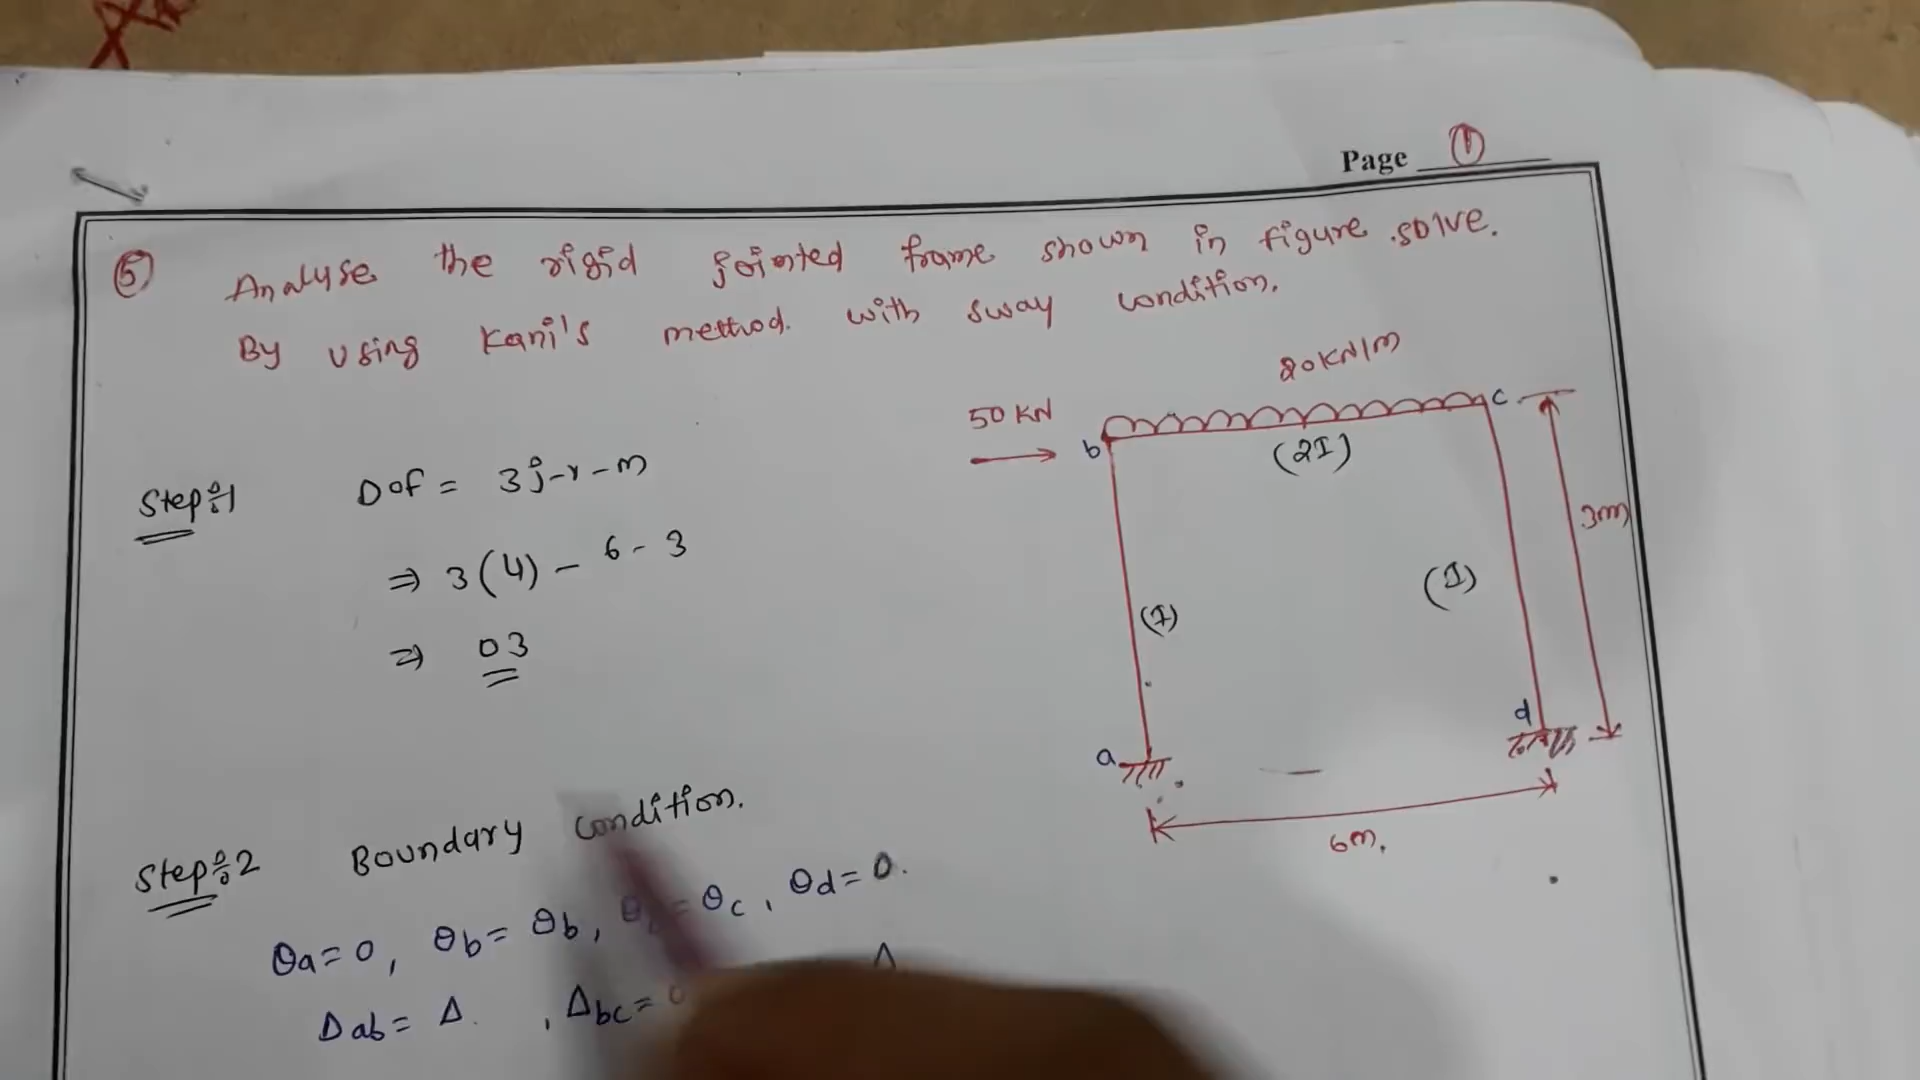 Page 1
5 Analyse the rigid jointed frame shown in figure .solve.
By using Kani's method. with sway condition.
20KN/m
50 KN
b
c
(2I)
Step:1 Dof = 3j-r-m
⇒ 3(4) - 6 - 3
⇒ 03
(I)
(I)
3m
a
d
6m.
Step:2 Boundary condition.
θa=0, θb= θb, = θc, θd=0.
Δab= Δ. , Δbc= Δ